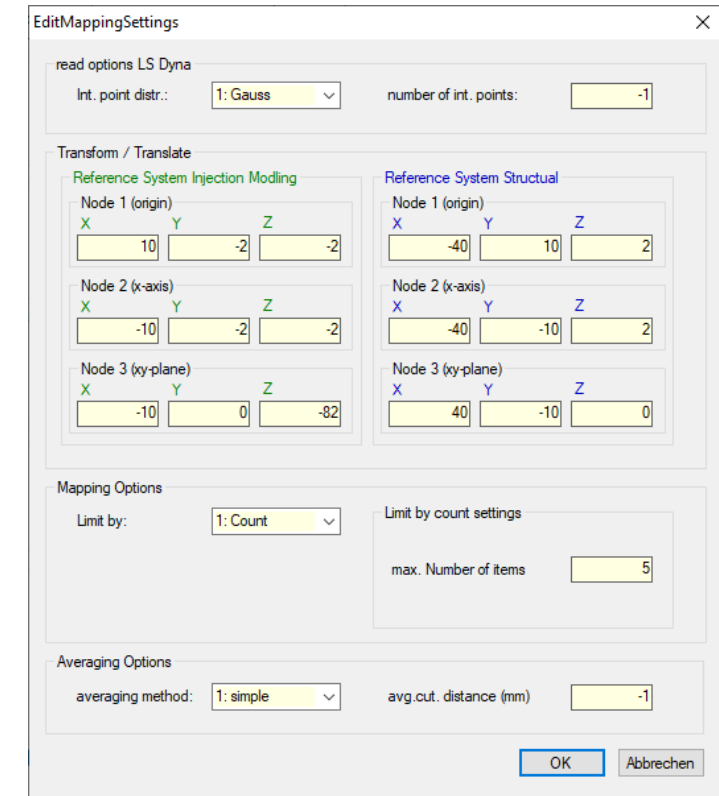 EditMappingSettings
read options LS Dyna
Int. point distr.: 1: Gauss number of int. points: -1
Transform / Translate
Reference System Injection Modling
Node 1 (origin)
X Y Z
10 -2 -2
Node 2 (x-axis)
X Y Z
-10 -2 -2
Node 3 (xy-plane)
X Y Z
-10 0 -82
Reference System Structual
Node 1 (origin)
X Y Z
-40 10 2
Node 2 (x-axis)
X Y Z
-40 -10 2
Node 3 (xy-plane)
X Y Z
40 -10 0
Mapping Options
Limit by: 1: Count
Limit by count settings
max. Number of items 5
Averaging Options
averaging method: 1: simple avg.cut. distance (mm) -1
OK Abbrechen